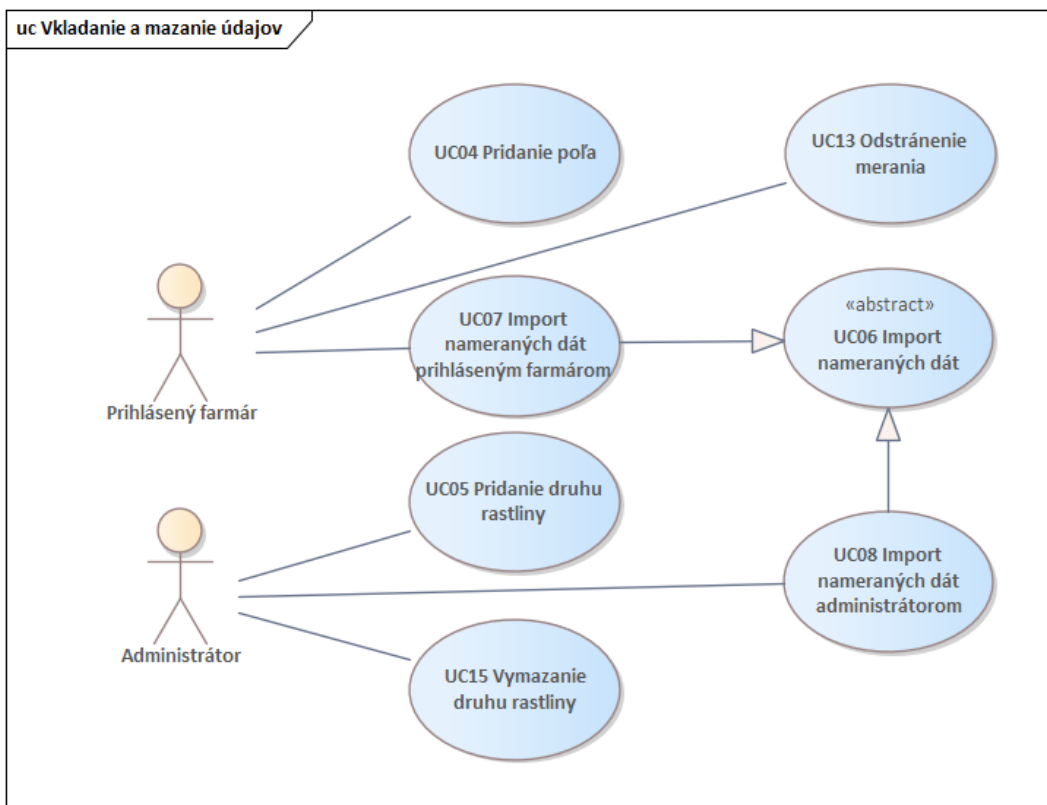 uc Vkladanie a mazanie údajov
UC04 Pridanie poľa
UC13 Odstránenie
merania
UC07 Import
nameraných dát
prihláseným farmárom
«abstract»
UC06 Import
nameraných dát
Prihlásený farmár
UC05 Pridanie druhu
rastliny
UC08 Import
nameraných dát
administrátorom
Administrátor
UC15 Vymazanie
druhu rastliny